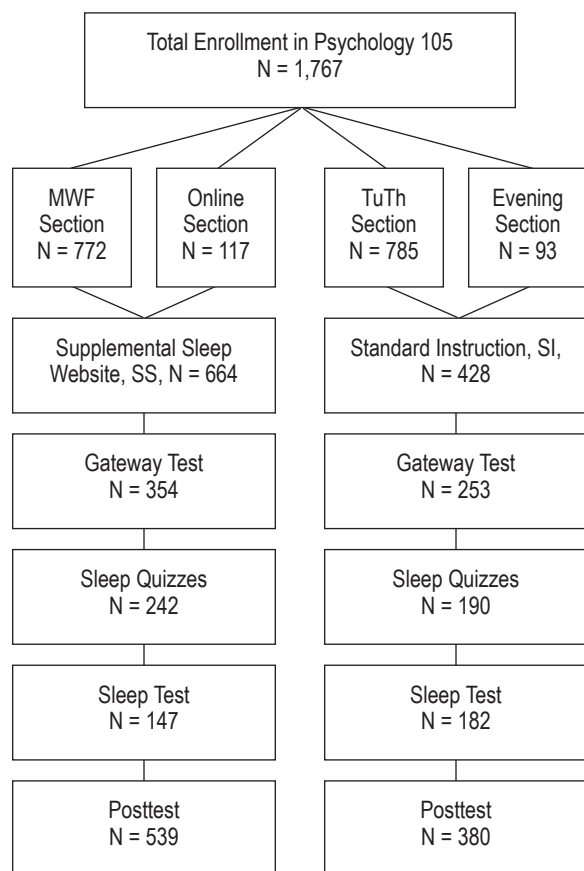 Total Enrollment in Psychology 105
N = 1,767
MWF
Section
N = 772
Online
Section
N = 117
TuTh
Section
N = 785
Evening
Section
N = 93
Supplemental Sleep
Website, SS, N = 664
Standard Instruction, SI,
N = 428
Gateway Test
N = 354
Gateway Test
N = 253
Sleep Quizzes
N = 242
Sleep Quizzes
N = 190
Sleep Test
N = 147
Sleep Test
N = 182
Posttest
N = 539
Posttest
N = 380